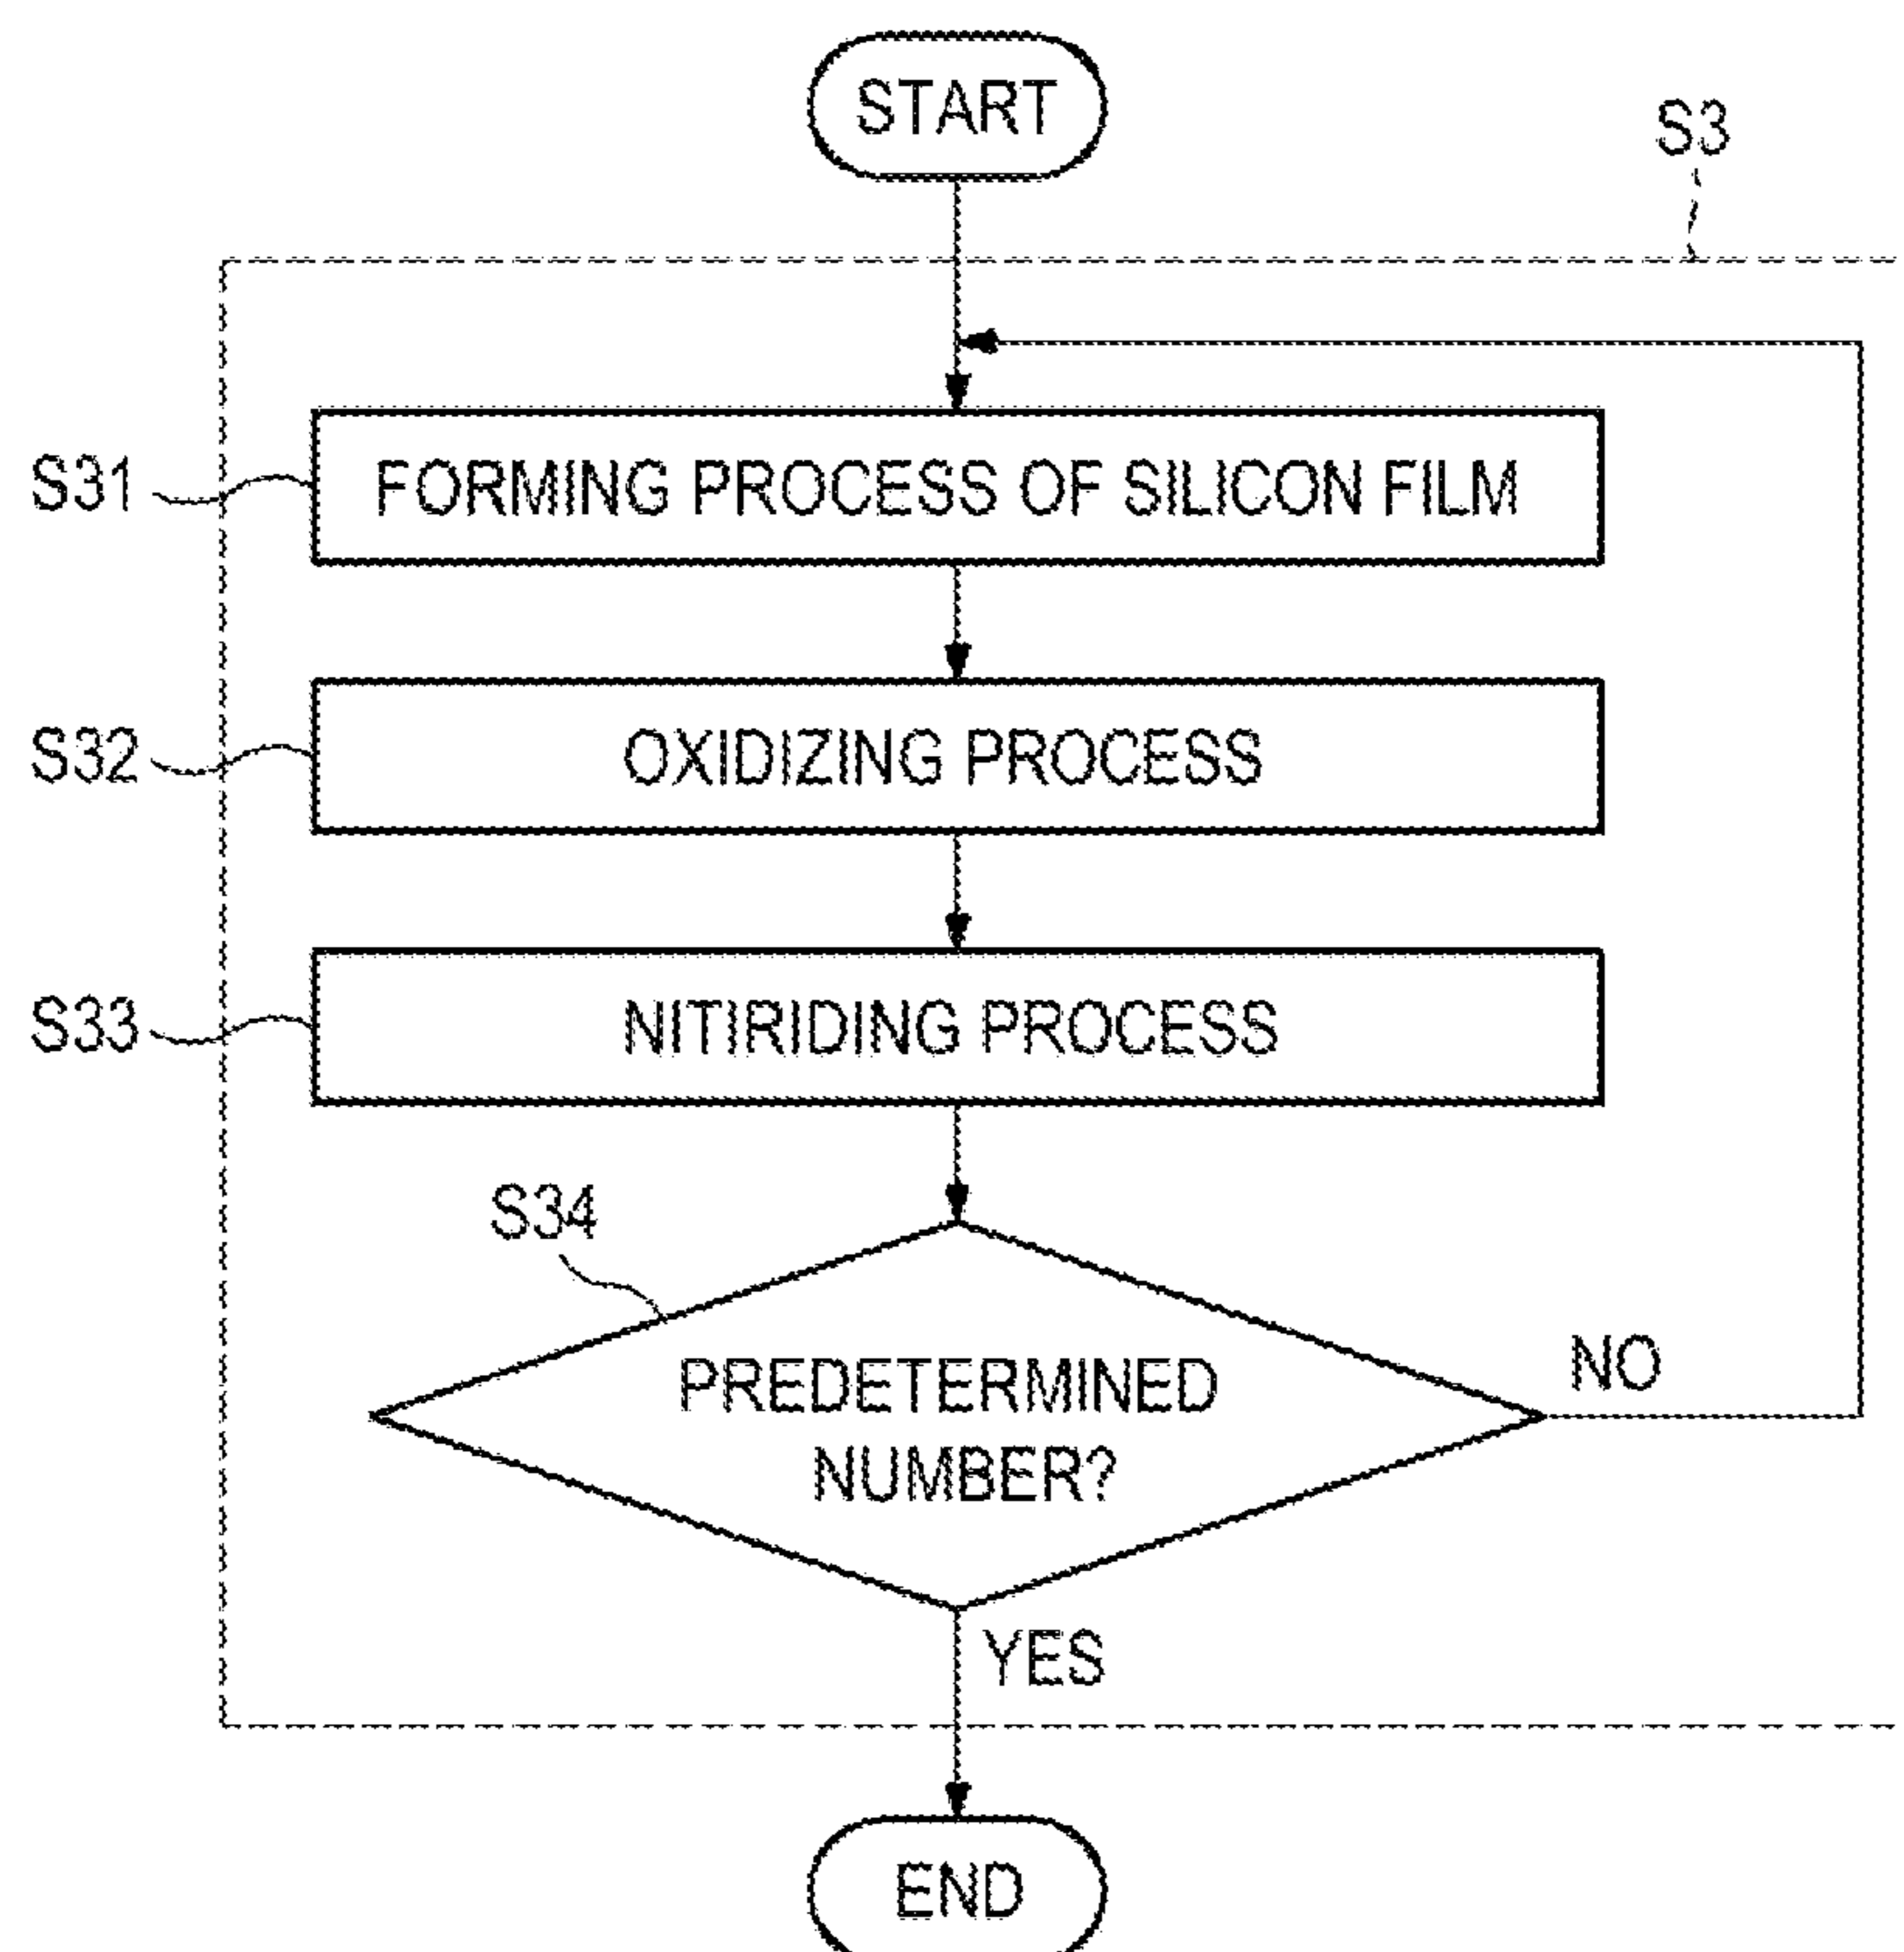 START
S3
S31
FORMING PROCESS OF SILICON FILM
S32
OXIDIZING PROCESS
S33
NITIRIDING PROCESS
S34
PREDETERMINED
NUMBER?
NO
YES
END